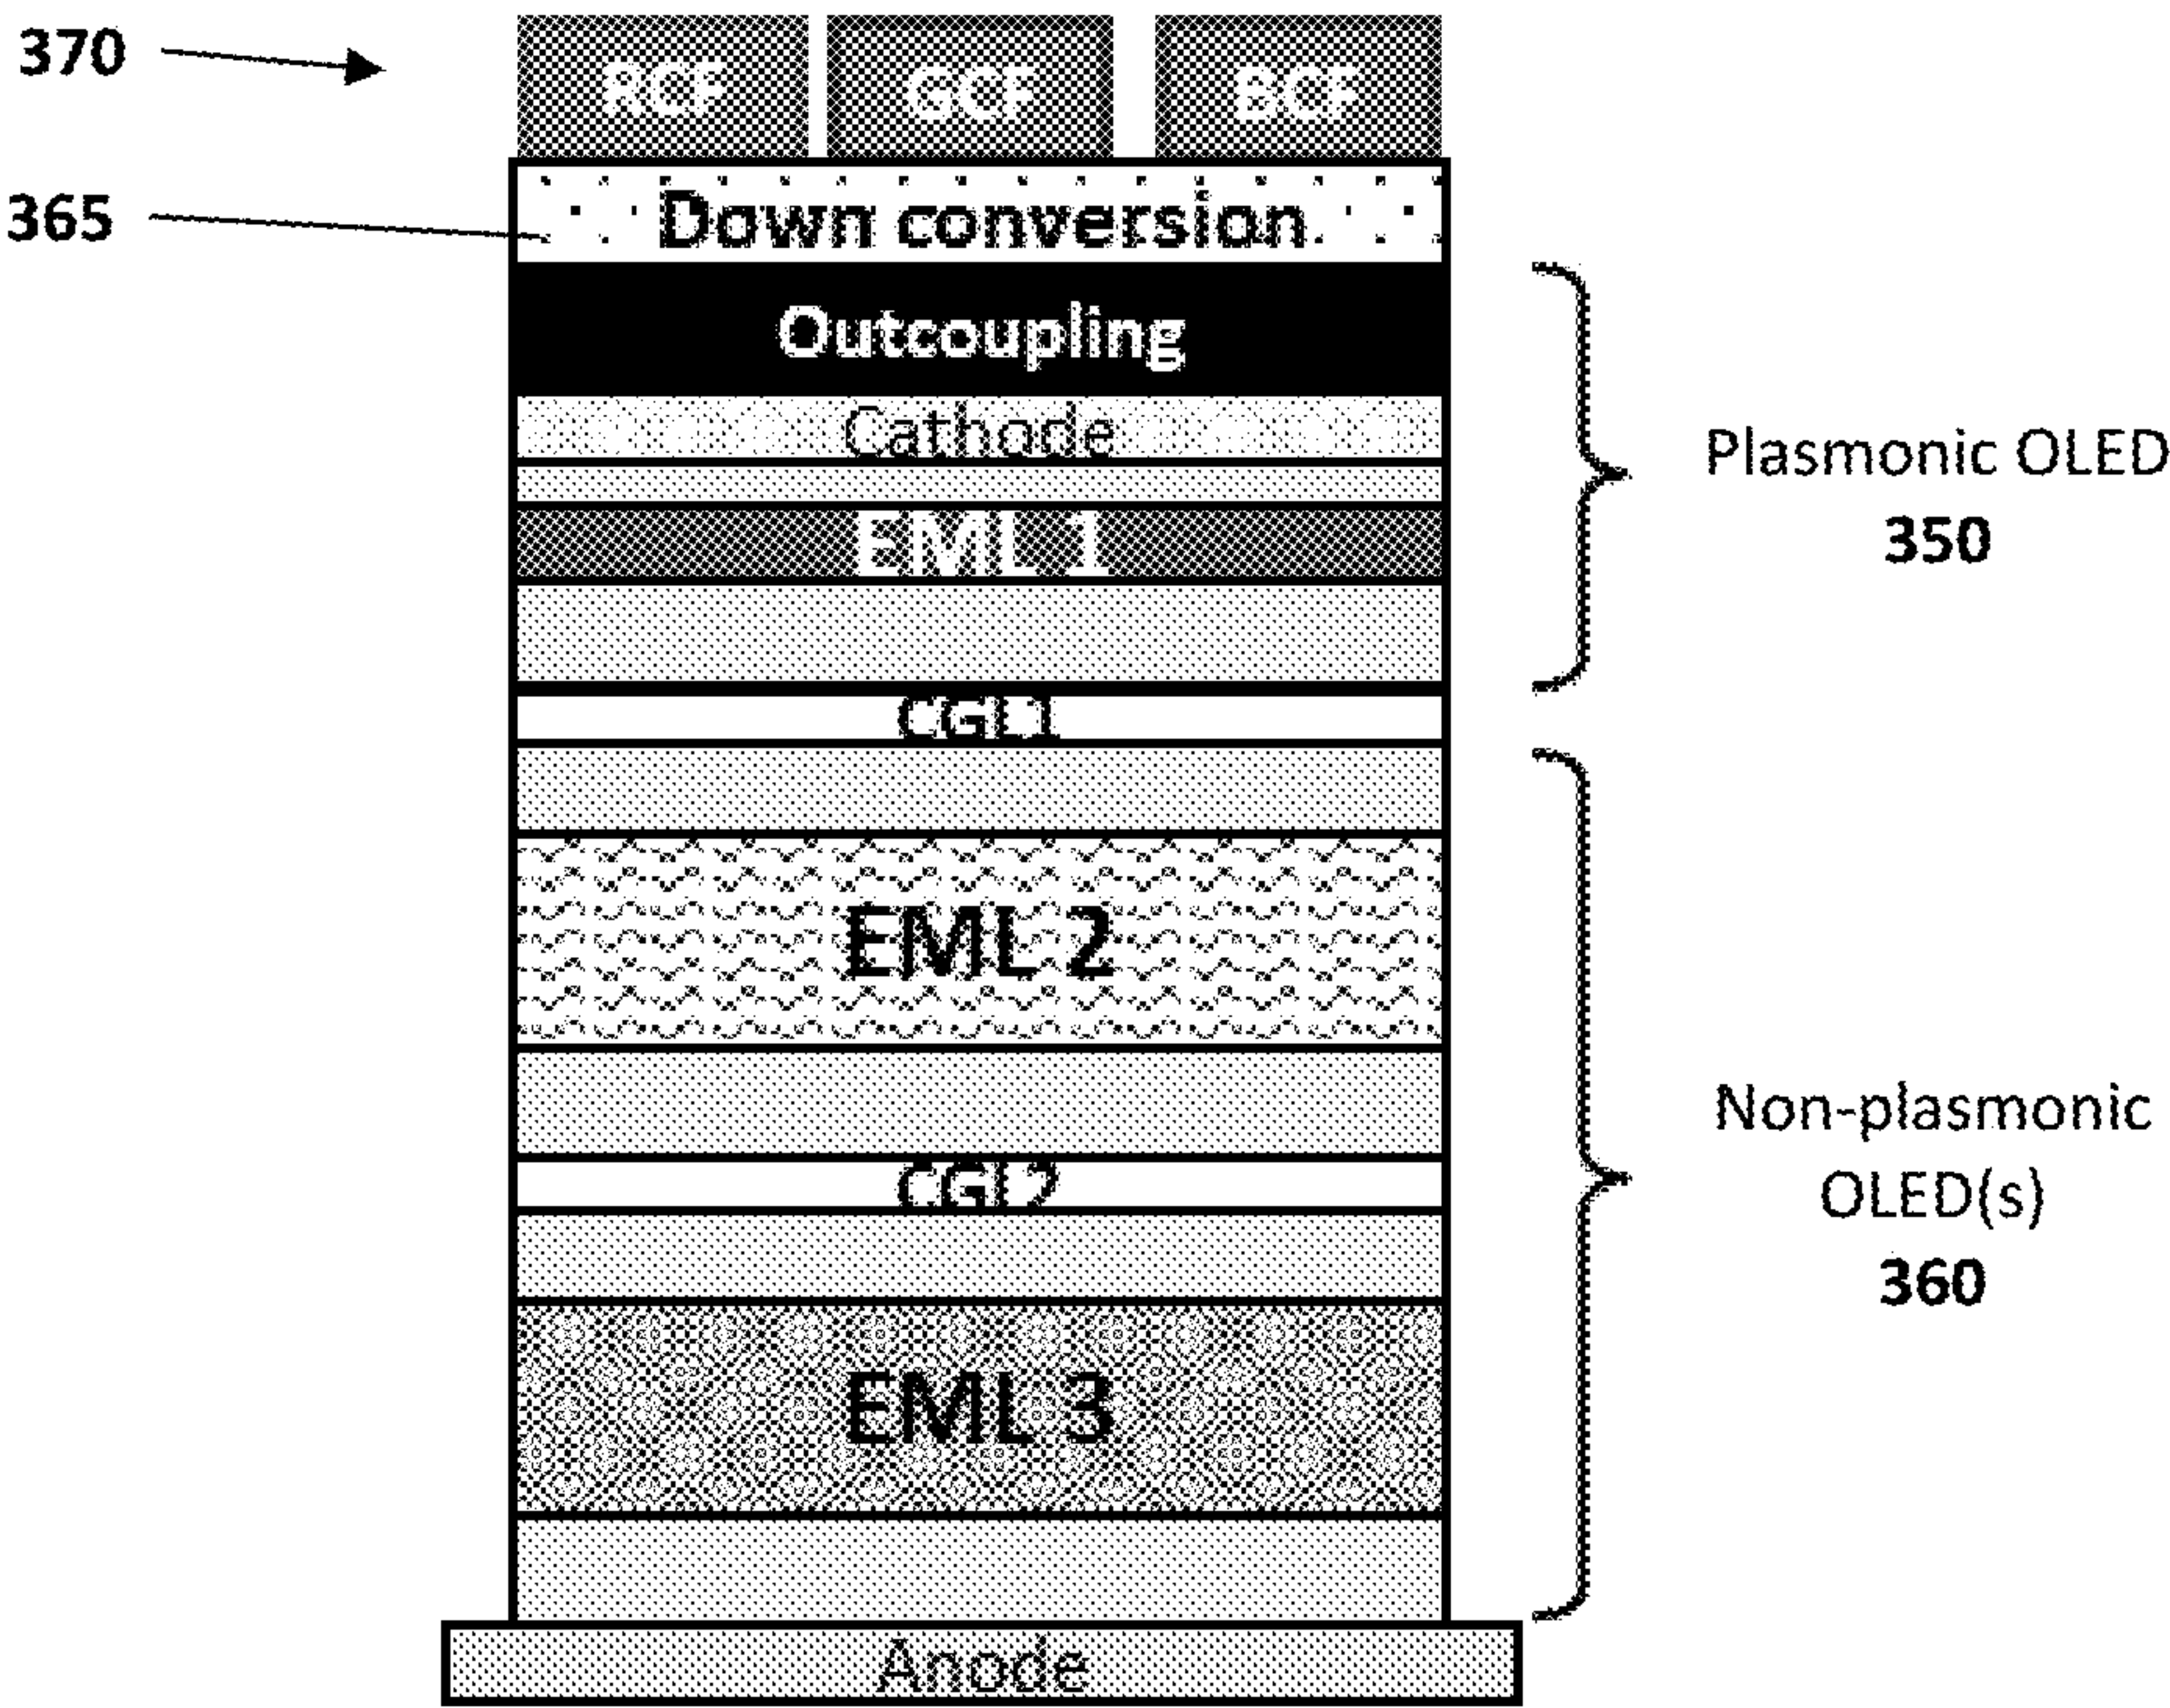 370
RCF GCF BCF
365
Down conversion
Outcoupling
Cathode
Plasmonic OLED
350
EML 1
CGL1
EML 2
Non-plasmonic
OLED(s)
360
CGL2
EML 3
Anode